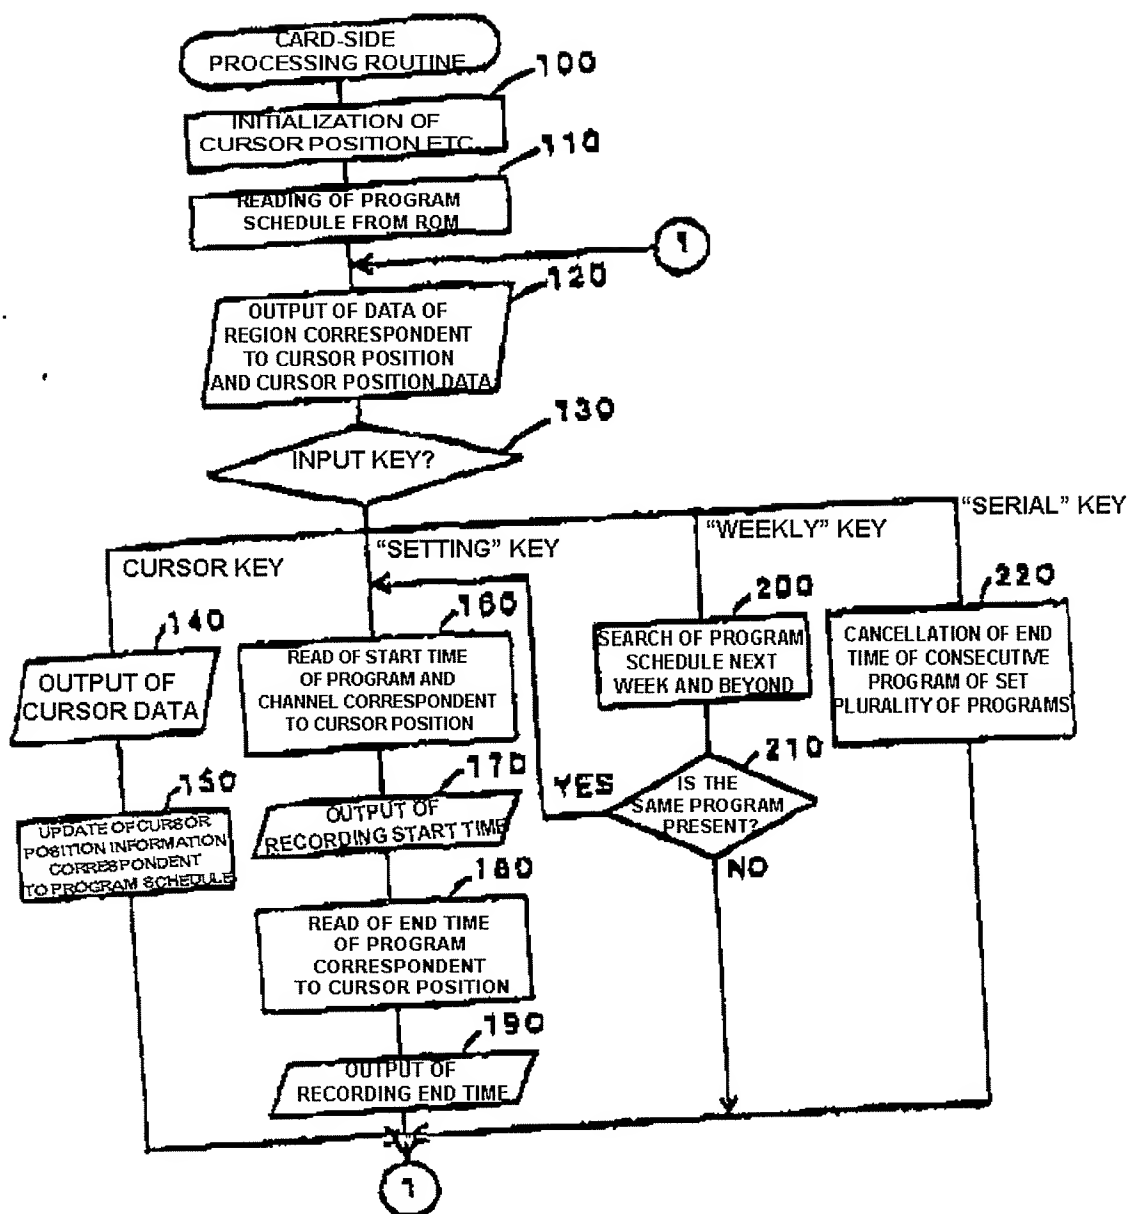 CARD-SIDE
PROCESSING ROUTINE
100
INITIALIZATION OF
CURSOR POSITION ETC
110
READING OF PROGRAM
SCHEDULE FROM ROM
1
120
OUTPUT OF DATA OF
REGION CORRESPONDENT
TO CURSOR POSITION
AND CURSOR POSITION DATA
130
INPUT KEY?
CURSOR KEY
"SETTING" KEY
"WEEKLY" KEY
"SERIAL" KEY
140
OUTPUT OF
CURSOR DATA
150
UPDATE OF CURSOR
POSITION INFORMATION
CORRESPONDENT
TO PROGRAM SCHEDULE
160
READ OF START TIME
OF PROGRAM AND
CHANNEL CORRESPONDENT
TO CURSOR POSITION
170
OUTPUT OF
RECORDING START TIME
180
READ OF END TIME
OF PROGRAM
CORRESPONDENT
TO CURSOR POSITION
190
OUTPUT OF
RECORDING END TIME
200
SEARCH OF PROGRAM
SCHEDULE NEXT
WEEK AND BEYOND
210
IS THE
SAME PROGRAM
PRESENT?
YES
NO
220
CANCELLATION OF END
TIME OF CONSECUTIVE
PROGRAM OF SET
PLURALITY OF PROGRAMS
1